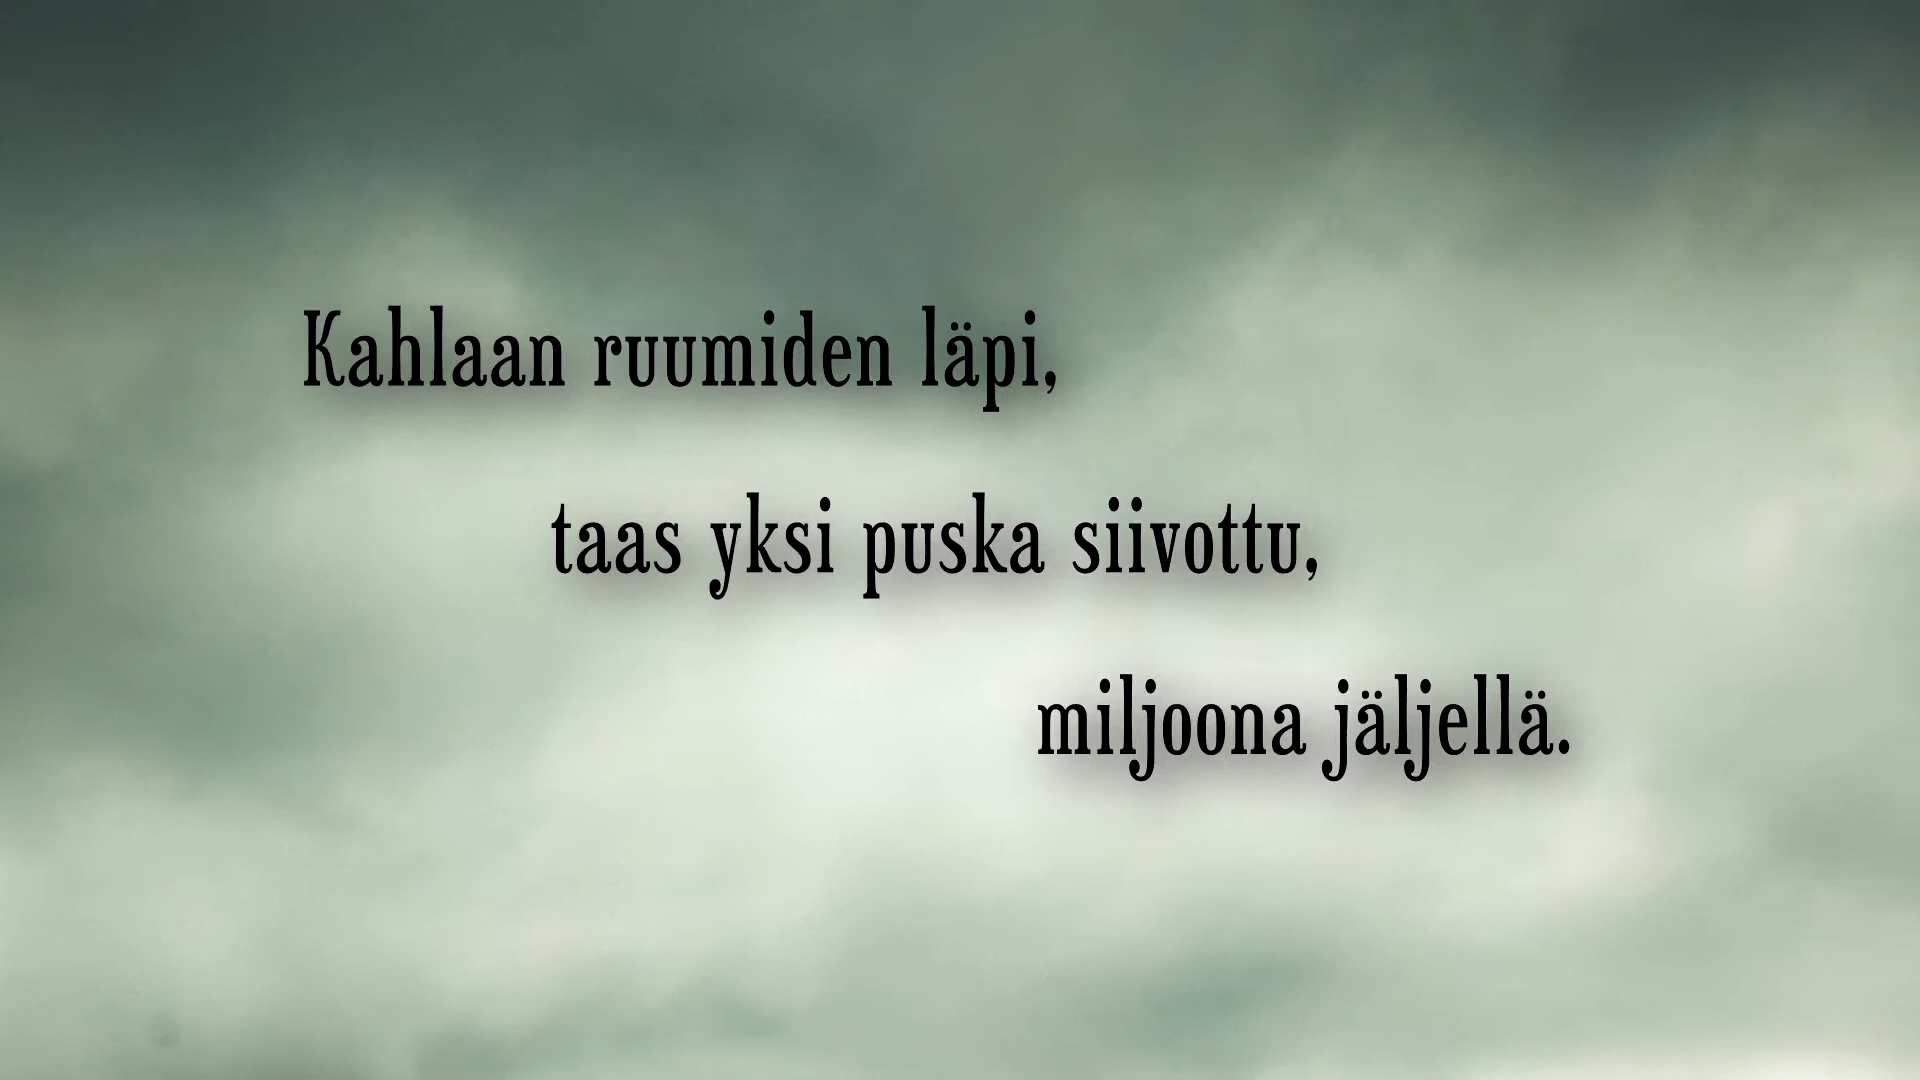 Kahlaan ruumiden läpi,
taas yksi puska siivottu,
miljoona jäljellä.